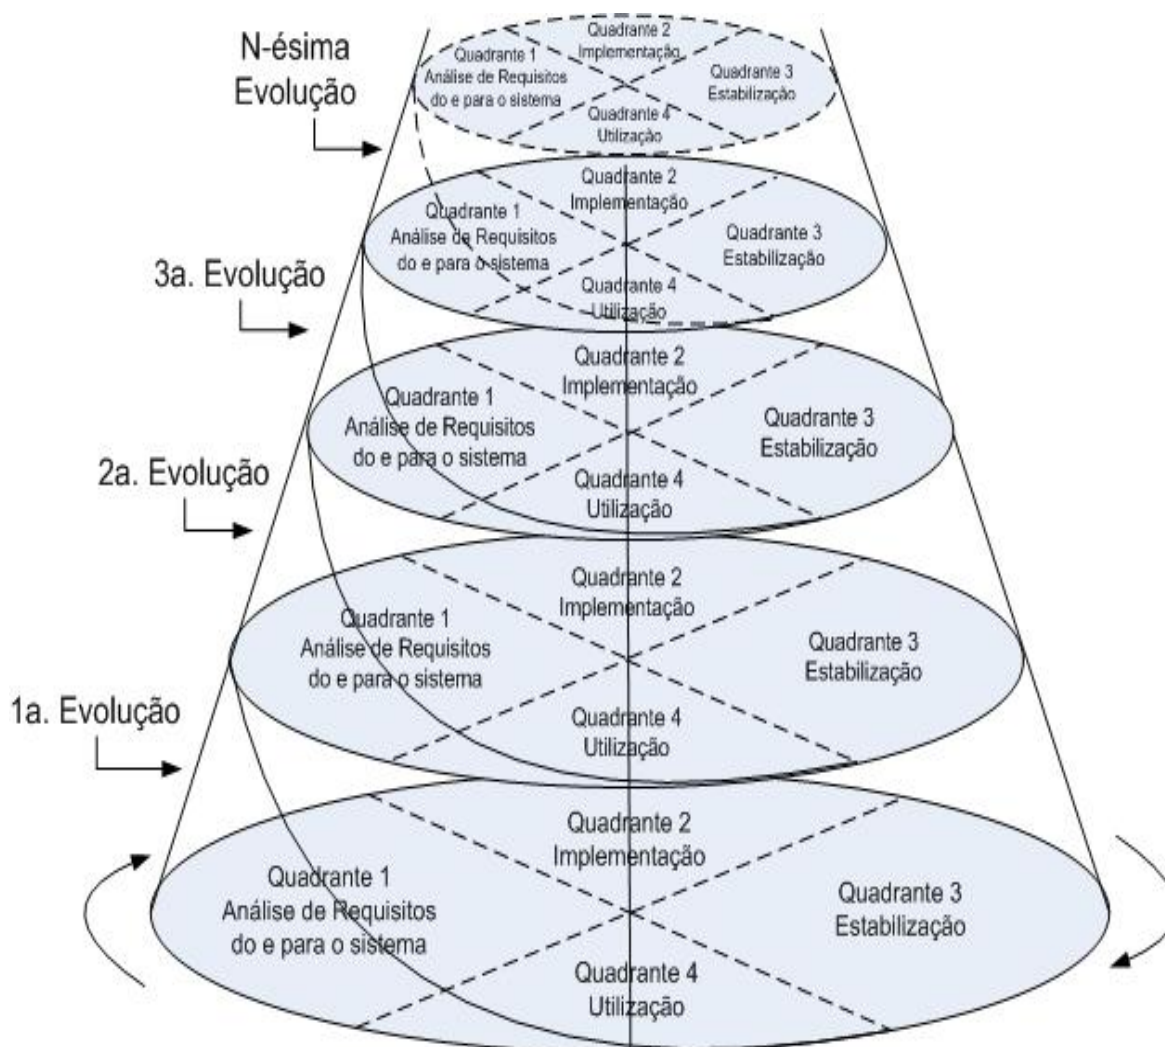 N-ésima
Evolução
Quadrante 1
Análise de Requisitos
do e para o sistema
Quadrante 2
Implementação
Quadrante 3
Estabilização
Quadrante 4
Utilização
3a. Evolução
Quadrante 1
Análise de Requisitos
do e para o sistema
Quadrante 2
Implementação
Quadrante 3
Estabilização
Quadrante 4
Utilização
2a. Evolução
Quadrante 1
Análise de Requisitos
do e para o sistema
Quadrante 2
Implementação
Quadrante 3
Estabilização
Quadrante 4
Utilização
1a. Evolução
Quadrante 1
Análise de Requisitos
do e para o sistema
Quadrante 2
Implementação
Quadrante 3
Estabilização
Quadrante 4
Utilização
Quadrante 1
Análise de Requisitos
do e para o sistema
Quadrante 2
Implementação
Quadrante 3
Estabilização
Quadrante 4
Utilização